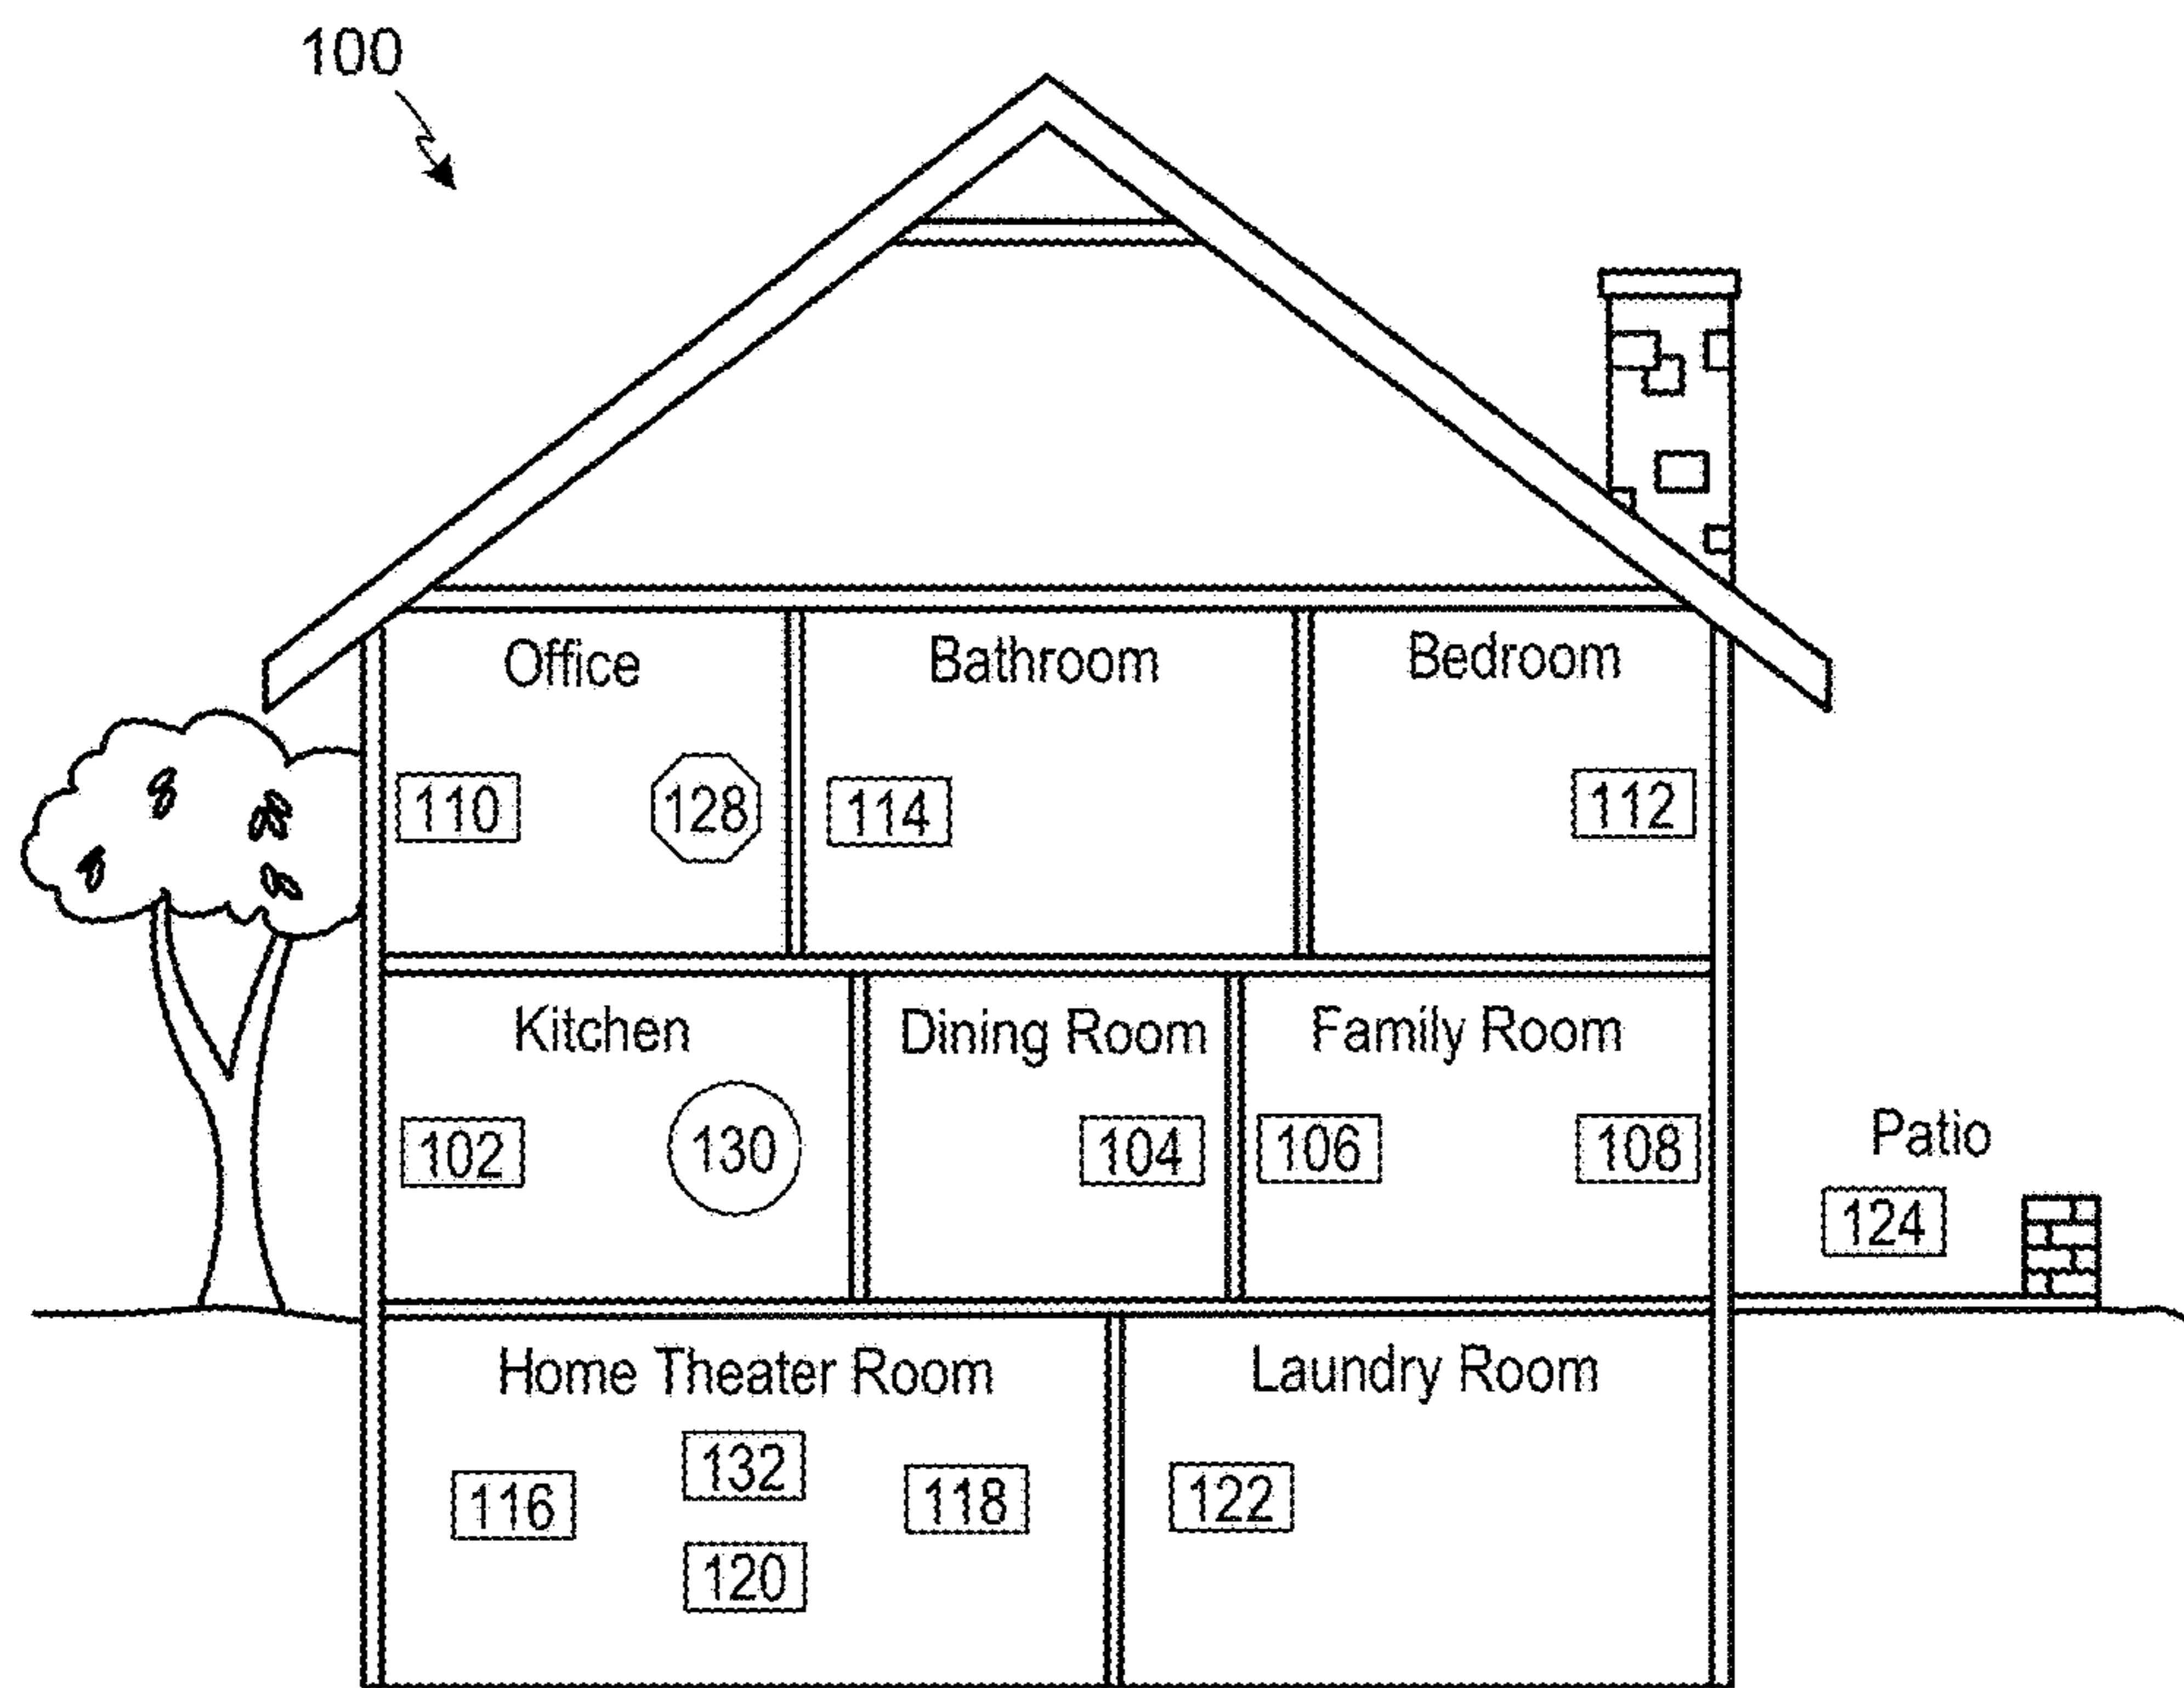 100
Office
Bathroom
Bedroom
110
128
114
112
Kitchen
Dining Room
Family Room
102
130
104
106
108
Patio
124
Home Theater Room
Laundry Room
116
132
118
120
122